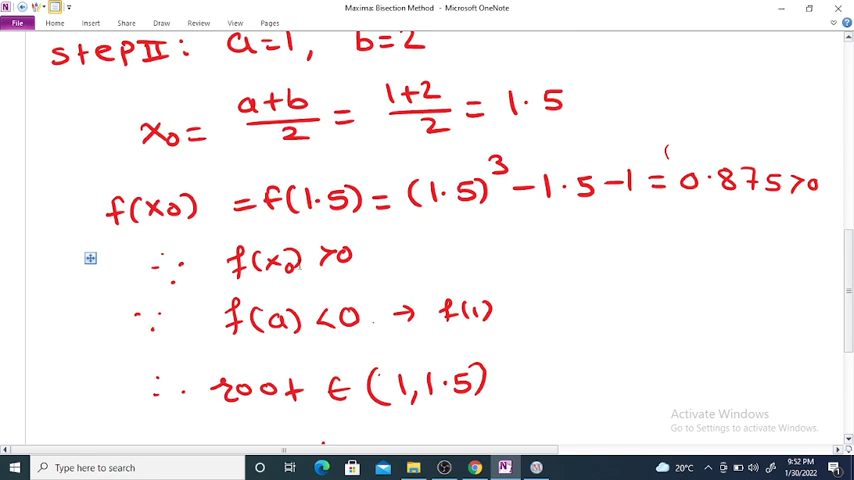 Maxima: Bisection Method - Microsoft OneNote
File Home Insert Share Draw History Review View Pages
step II: a=1, b=2
x₀ = a+b/2 = 1+2/2 = 1.5
f(x₀) = f(1.5) = (1.5)³ - 1.5 - 1 = 0.875 > 0
∵ f(x₀) > 0
∵ f(a) < 0 → f(1)
∴ root ∈ (1, 1.5)
Activate Windows
Go to Settings to activate Windows.
Type here to search
20°C
9:52 PM
1/30/2022